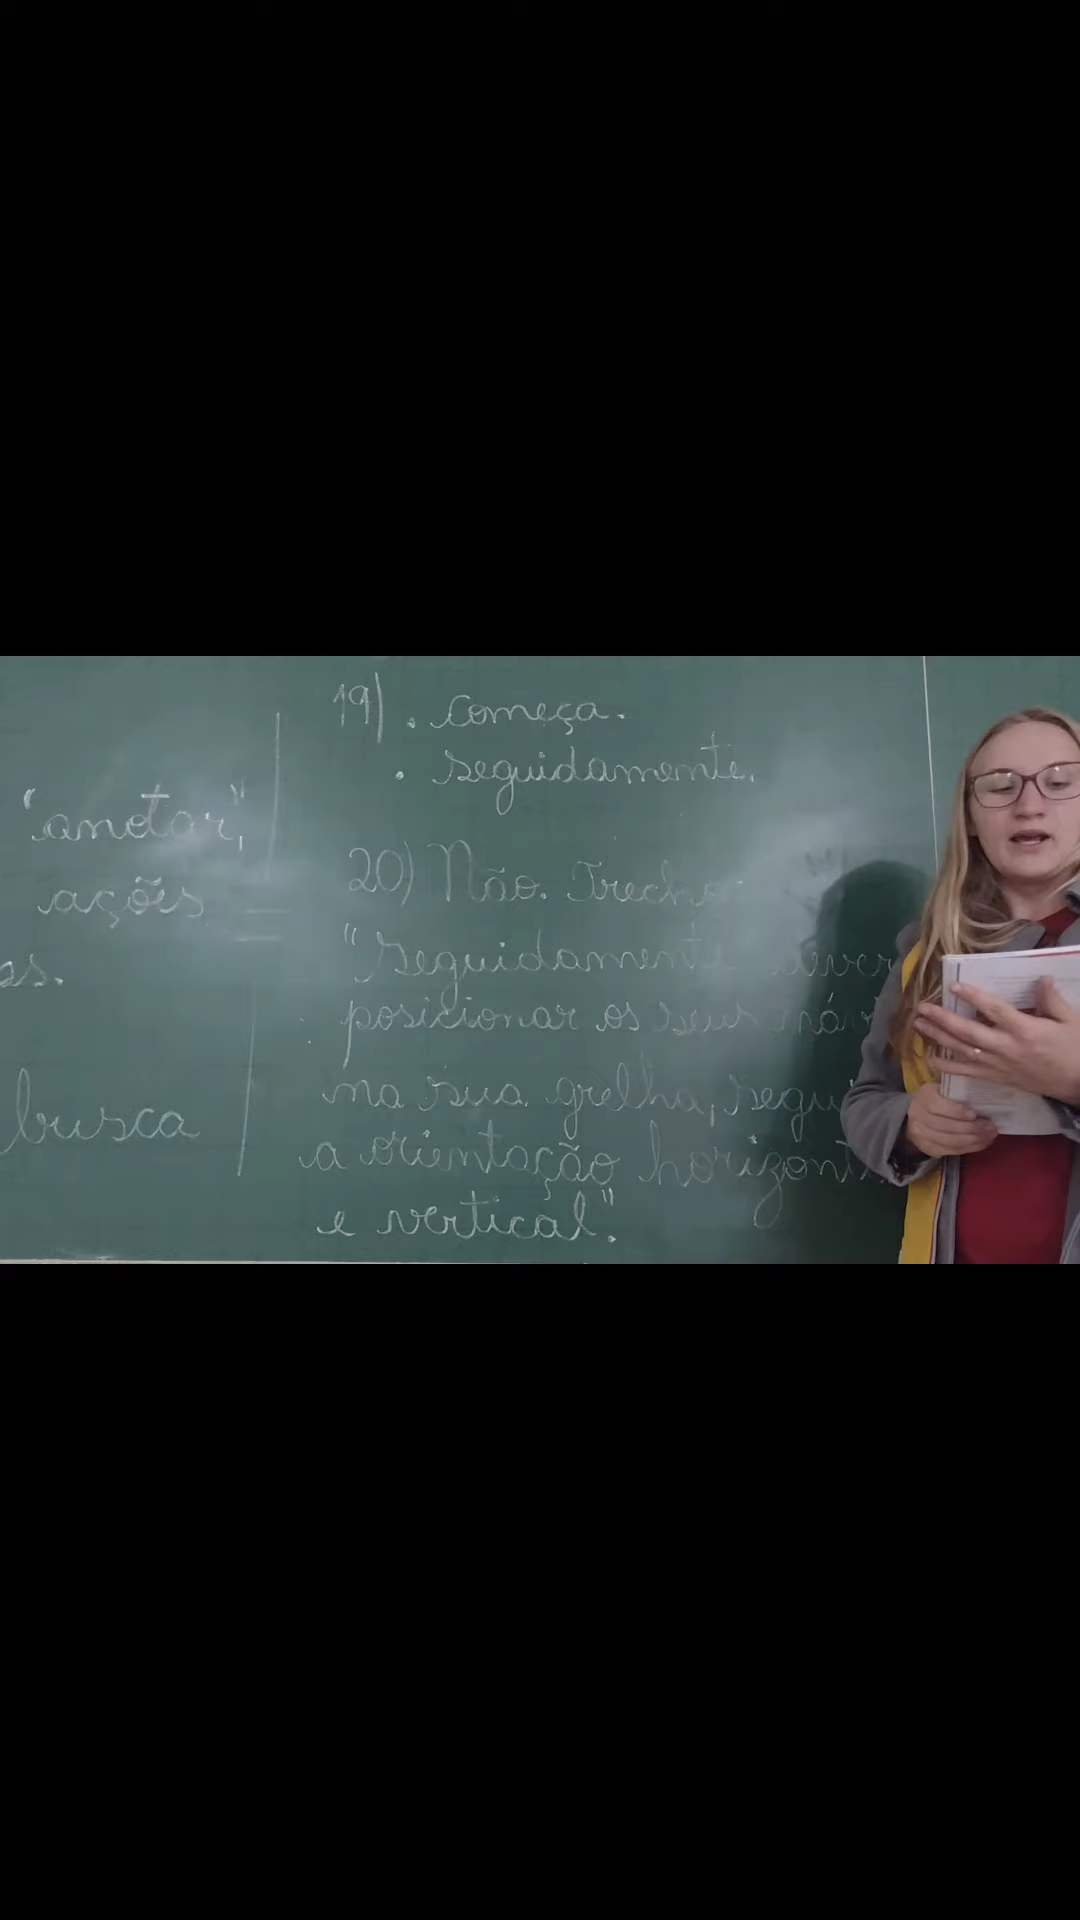 "anotar",
ações
as.
busca
19) . Começa.
. Seguidamente.
20) Não. Trecho
"Seguidamente
posicionar os seus
na sua grelha,
a orientação
e vertical".